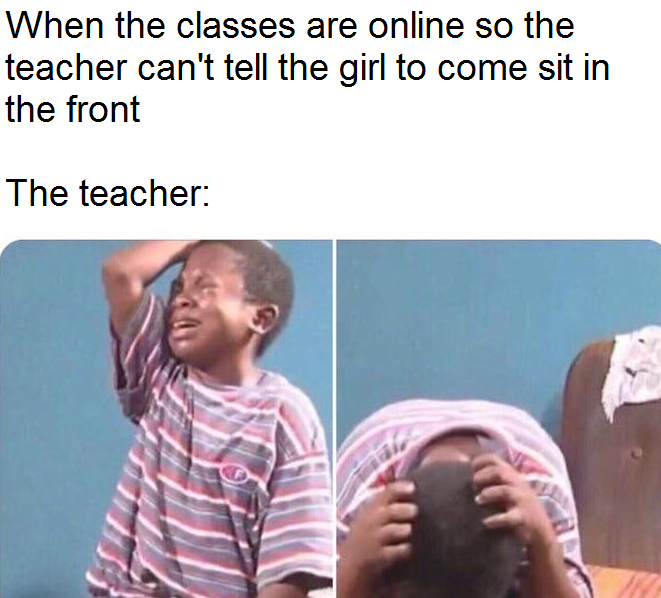 When the classes are online so the
teacher can't tell the girl to come sit in
the front
The teacher: